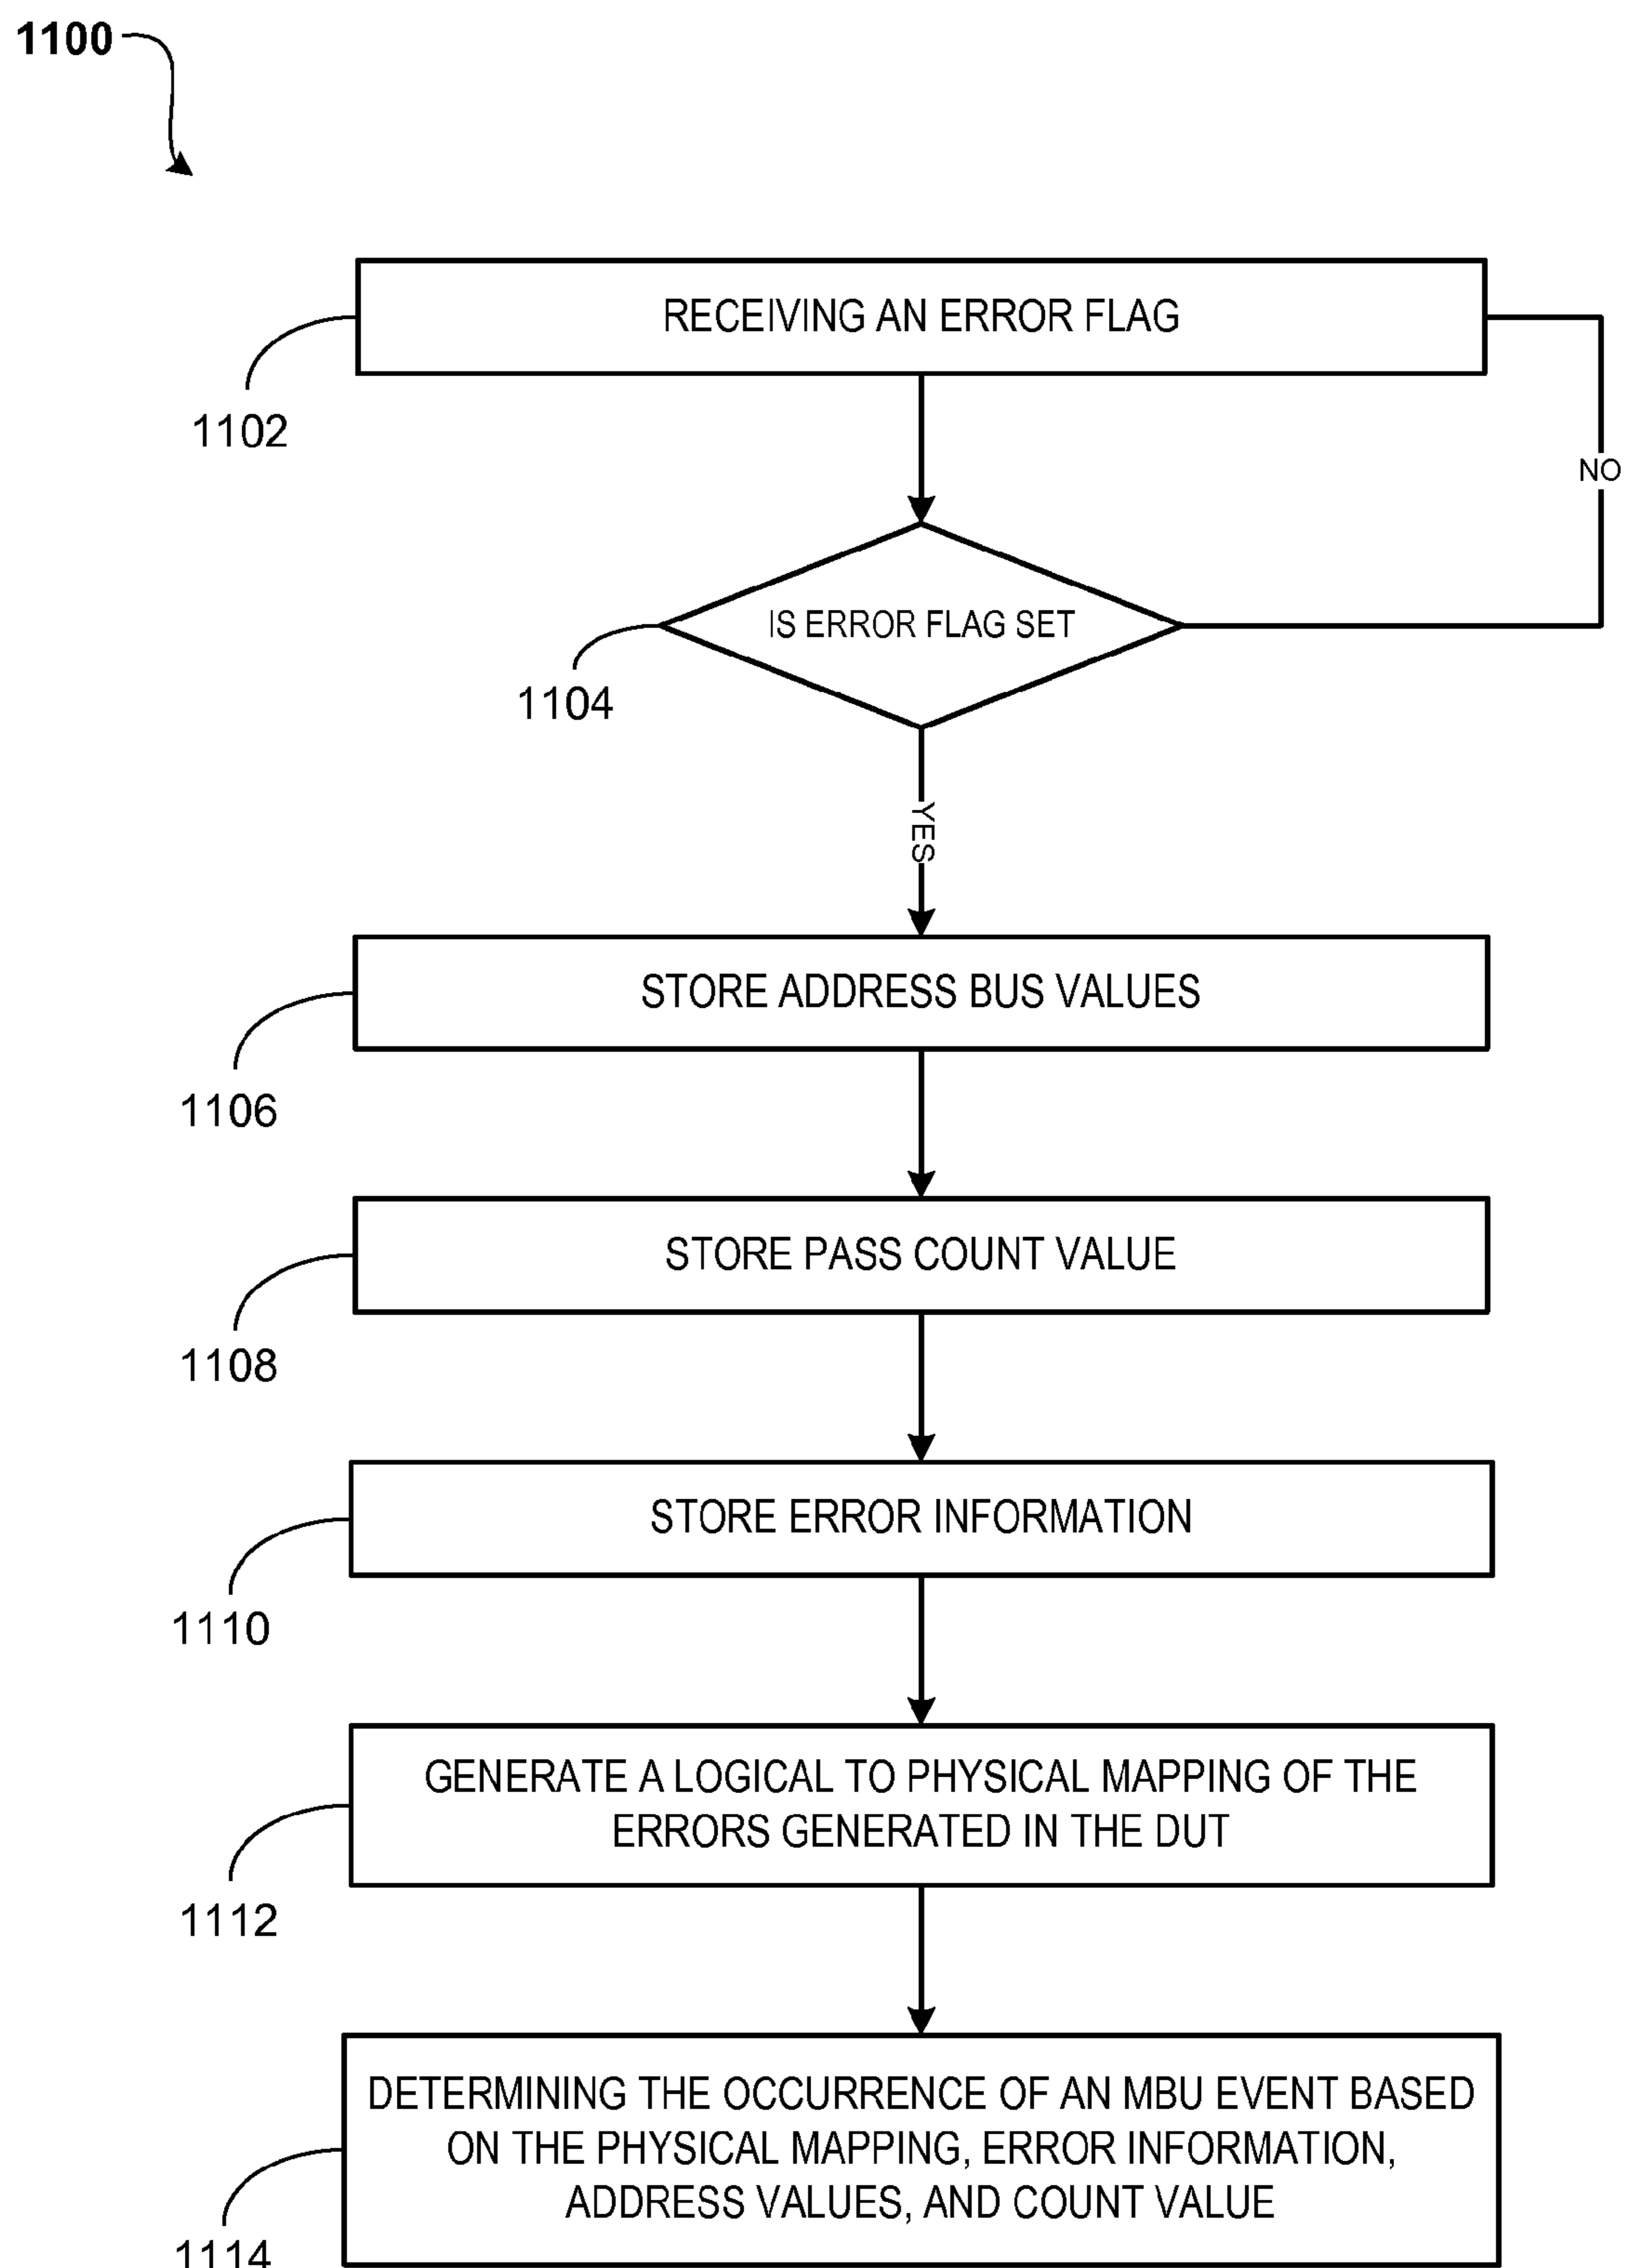 1100
RECEIVING AN ERROR FLAG
1102
NO
IS ERROR FLAG SET
1104
YES
STORE ADDRESS BUS VALUES
1106
STORE PASS COUNT VALUE
1108
STORE ERROR INFORMATION
1110
GENERATE A LOGICAL TO PHYSICAL MAPPING OF THE
ERRORS GENERATED IN THE DUT
1112
DETERMINING THE OCCURRENCE OF AN MBU EVENT BASED
ON THE PHYSICAL MAPPING, ERROR INFORMATION,
ADDRESS VALUES, AND COUNT VALUE
1114